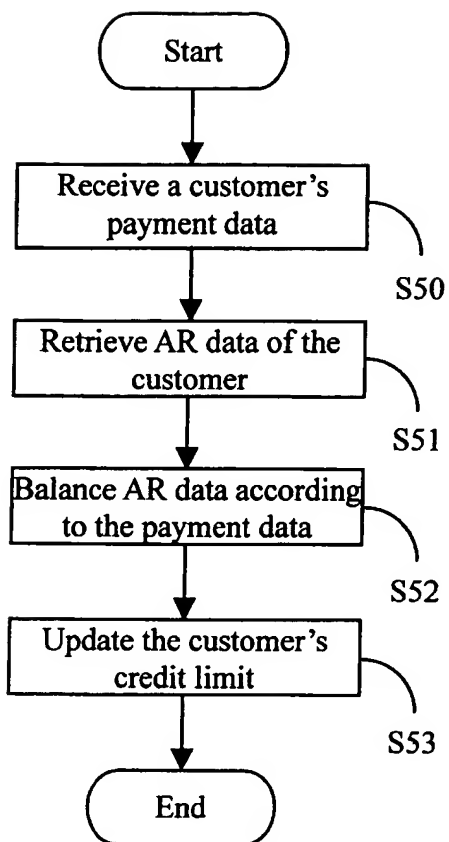 Start
Receive a customer's
payment data
S50
Retrieve AR data of the
customer
S51
Balance AR data according
to the payment data
S52
Update the customer's
credit limit
S53
End